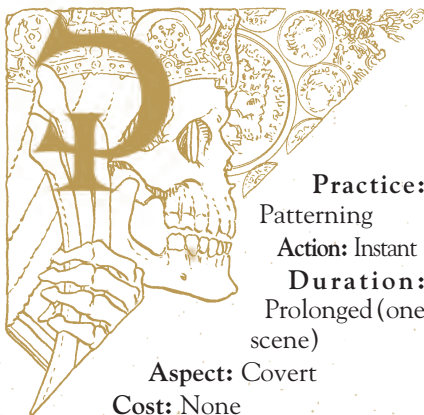 Practice:
Patterning
Action: Instant
Duration:
Prolonged (one
scene)
Aspect: Covert
Cost: None